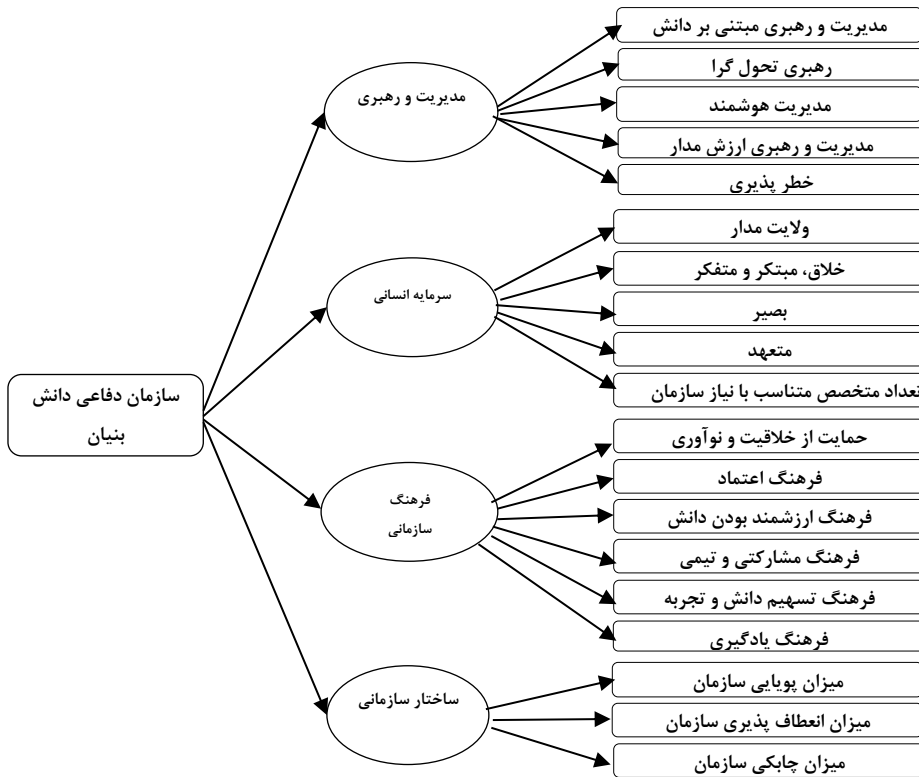 سازمان دفاعی دانش
بنیان
مدیریت و رهبری
مدیریت و رهبری مبتنی بر دانش
رهبری تحول گرا
مدیریت هوشمند
مدیریت و رهبری ارزش مدار
خطر پذیری
سرمایه انسانی
ولایت مدار
خلاق، مبتکر و متفکر
بصیر
متعهد
تعداد متخصص متناسب با نیاز سازمان
فرهنگ
سازمانی
حمایت از خلاقیت و نوآوری
فرهنگ اعتماد
فرهنگ ارزشمند بودن دانش
فرهنگ مشارکتی و تیمی
فرهنگ تسهیم دانش و تجربه
فرهنگ یادگیری
ساختار سازمانی
میزان پویایی سازمان
میزان انعطاف پذیری سازمان
میزان چابکی سازمان